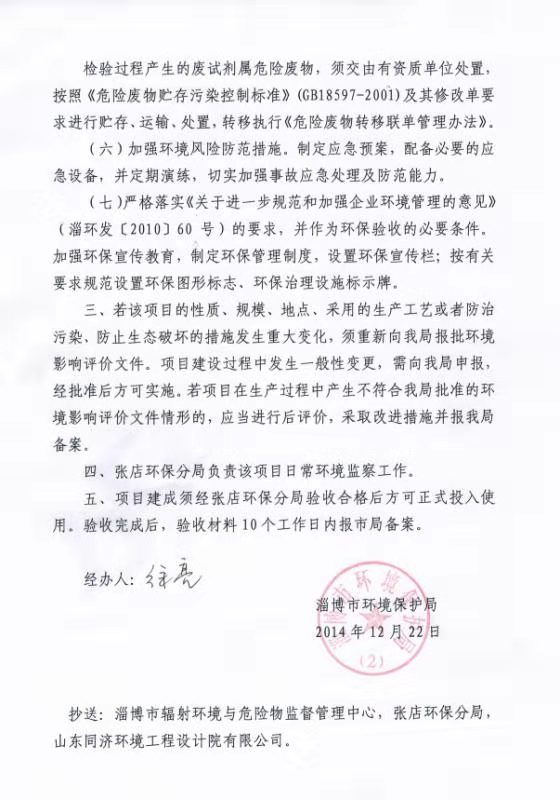 检验过程产生的废试剂属危险废物，须交由有资质单位处置，
按照《危险废物贮存污染控制标准》(GB18597-2001)及其修改单要
求进行贮存、运输、处置，转移执行《危险废物转移联单管理办法》。
（六）加强环境风险防范措施。制定应急预案，配备必要的应
急设备，并定期演练，切实加强事故应急处理及防范能力。
（七）严格落实《关于进一步规范和加强企业环境管理的意见》
（淄环发〔2010〕60 号）的要求，并作为环保验收的必要条件。
加强环保宣传教育，制定环保管理制度，设置环保宣传栏；按有关
要求规范设置环保图形标志、环保治理设施标示牌。
三、若该项目的性质、规模、地点、采用的生产工艺或者防治
污染、防止生态破坏的措施发生重大变化，须重新向我局报批环境
影响评价文件。项目建设过程中发生一般性变更，需向我局申报，
经批准后方可实施。若项目在生产过程中产生不符合我局批准的环
境影响评价文件情形的，应当进行后评价，采取改进措施并报我局
备案。
四、张店环保分局负责该项目日常环境监察工作。
五、项目建成须经张店环保分局验收合格后方可正式投入使
用。验收完成后，验收材料10个工作日内报市局备案。
经办人：徐亮
淄博市环境保护局
2014年12月22日
淄博市环境保护局
（2）
抄送：淄博市辐射环境与危险物监督管理中心，张店环保分局，
山东同济环境工程设计院有限公司。